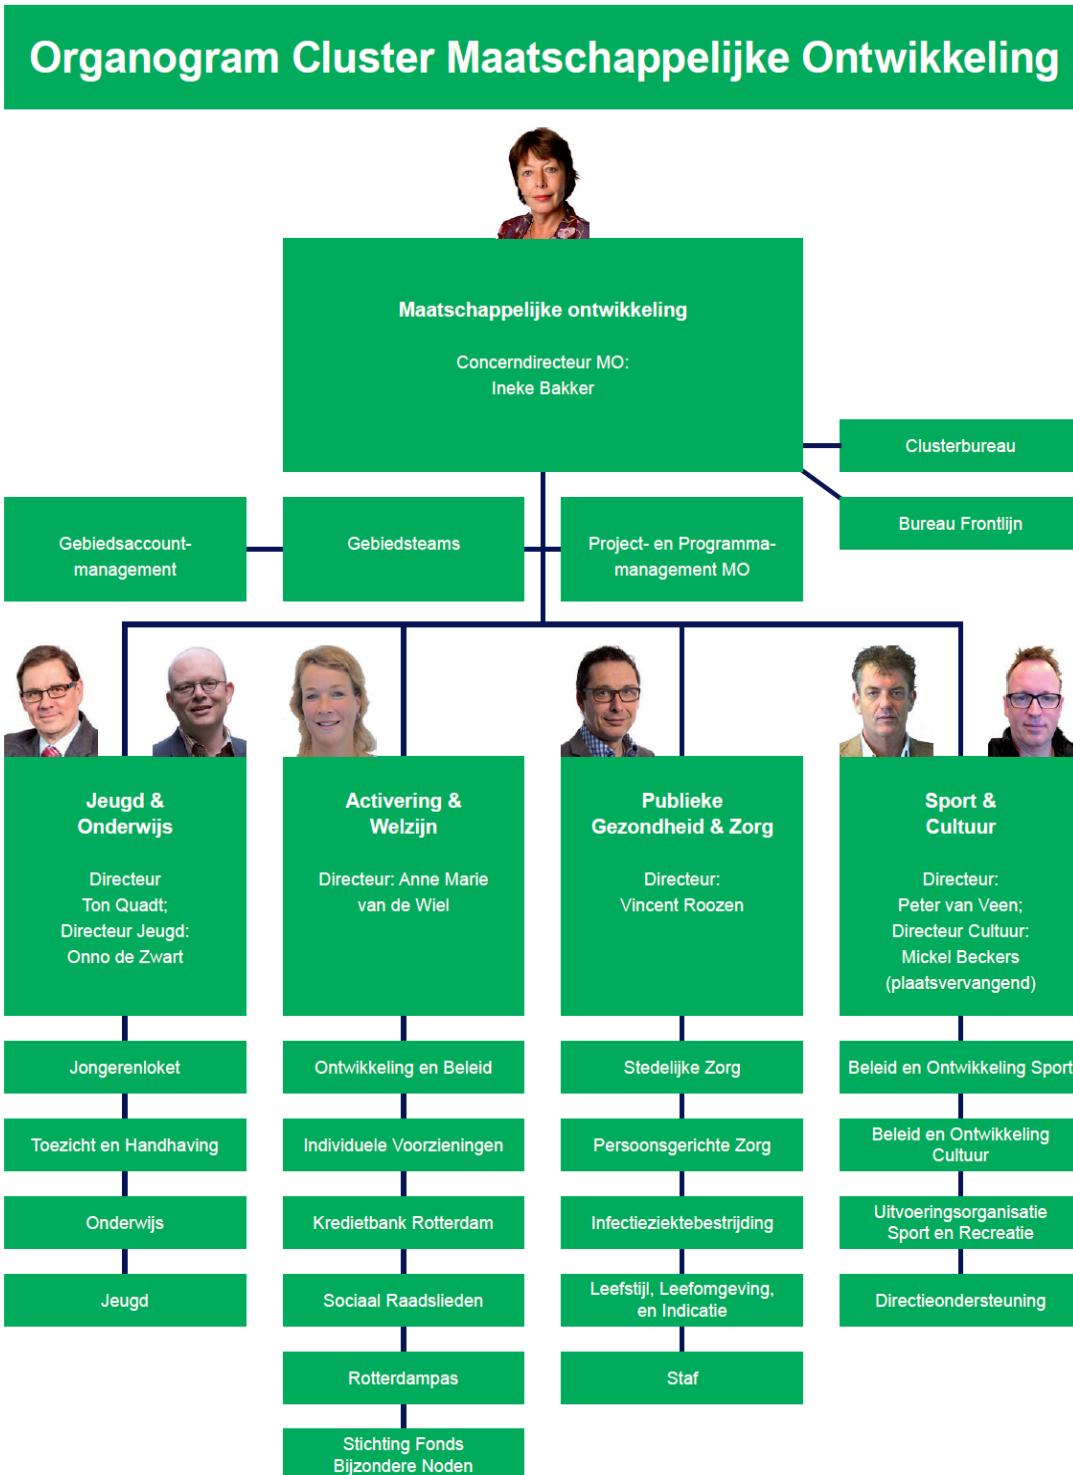 Organogram Cluster Maatschappelijke Ontwikkeling
Maatschappelijke ontwikkeling
Concerndirecteur MO:
Ineke Bakker
Clusterbureau
Bureau Frontlijn
Gebiedsaccount-
management
Gebiedsteams
Project- en Programma-
management MO
Jeugd &
Onderwijs
Directeur
Ton Quadt;
Directeur Jeugd:
Onno de Zwart
Jongerenloket
Toezicht en Handhaving
Onderwijs
Jeugd
Activering &
Welzijn
Directeur: Anne Marie
van de Wiel
Ontwikkeling en Beleid
Individuele Voorzieningen
Kredietbank Rotterdam
Sociaal Raadslieden
Rotterdampas
Stichting Fonds
Bijzondere Noden
Publieke
Gezondheid & Zorg
Directeur:
Vincent Roozen
Stedelijke Zorg
Persoonsgerichte Zorg
Infectieziektebestrijding
Leefstijl, Leefomgeving,
en Indicatie
Staf
Sport &
Cultuur
Directeur:
Peter van Veen;
Directeur Cultuur:
Mickel Beckers
(plaatsvervangend)
Beleid en Ontwikkeling Sport
Beleid en Ontwikkeling
Cultuur
Uitvoeringsorganisatie
Sport en Recreatie
Directieondersteuning